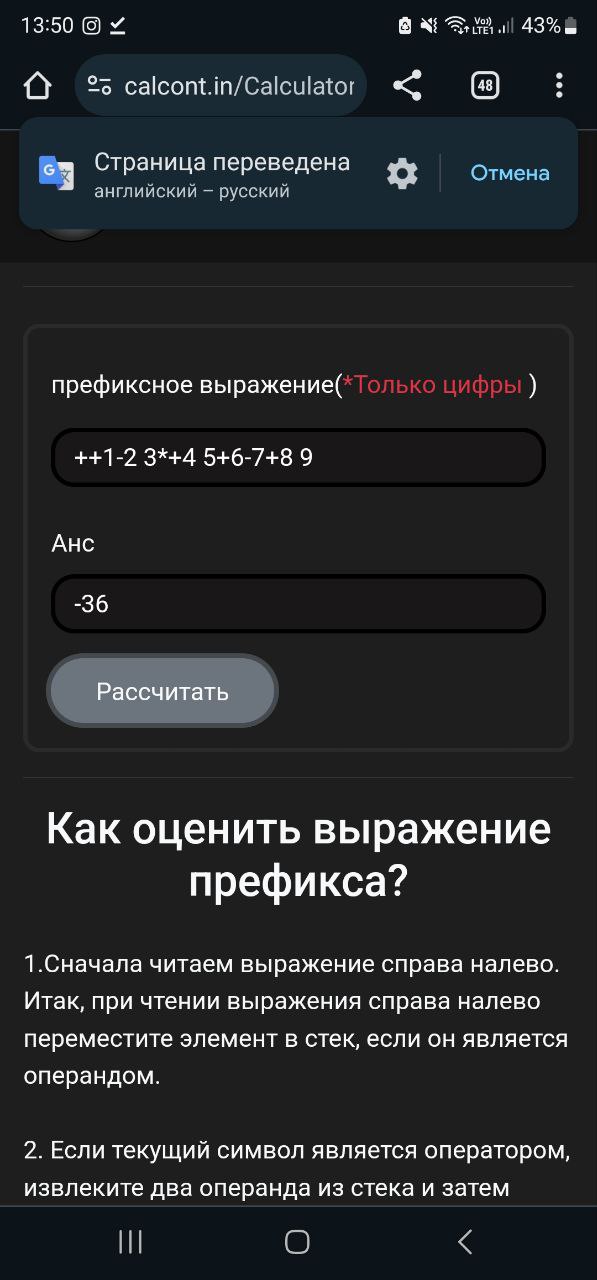 13:50 Vo)) LTE1 43%
calcont.in/Calculator 48
Страница переведена
английский – русский
Отмена
префиксное выражение(*Только цифры )
++1-2 3*+4 5+6-7+8 9
Анс
-36
Рассчитать
Как оценить выражение
префикса?
1.Сначала читаем выражение справа налево.
Итак, при чтении выражения справа налево
переместите элемент в стек, если он является
операндом.
2. Если текущий символ является оператором,
извлеките два операнда из стека и затем